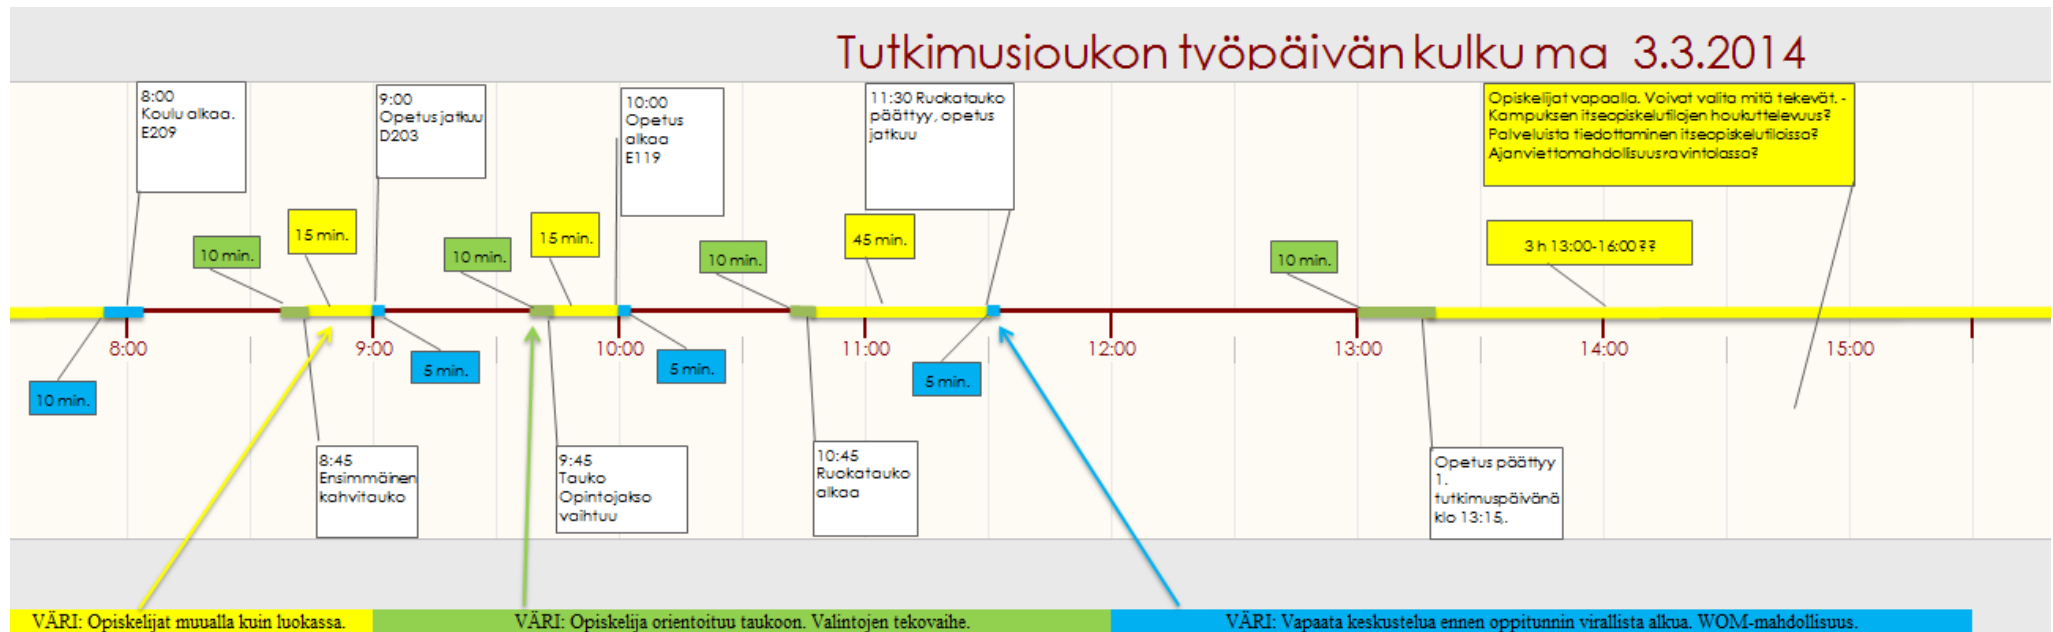 Tutkimusjoukon työpäivän kulku ma 3.3.2014
8:00
Koulu alkaa.
E209
9:00
Opetus jatkuu
D203
10:00
Opetus
alkaa
E119
11:30 Ruokatauko
päättyy, opetus
jatkuu
Opiskelijat vapaalla. Voivat valita mitä tekevät. -
Kampuksen itseopiskelutilojen houkuttelevuus?
Palveluista tiedottaminen itseopiskelutiloissa?
Ajanviettomahdollisuus ravintolassa?
10 min.
15 min.
10 min.
15 min.
10 min.
45 min.
10 min.
3 h 13:00-16:00 ??
8:00
9:00
10:00
11:00
12:00
13:00
14:00
15:00
10 min.
5 min.
5 min.
5 min.
8:45
Ensimmäinen
kahvitauko
9:45
Tauko
Opintojakso
vaihtuu
10:45
Ruokatauko
alkaa
Opetus päättyy
1.
tutkimuspäivänä
klo 13:15,.
VÄRI: Opiskelijat muualla kuin luokassa.
VÄRI: Opiskelija orientoituu taukoon. Valintojen tekovaihe.
VÄRI: Vapaata keskustelua ennen oppitunnin virallista alkua. WOM-mahdollisuus.